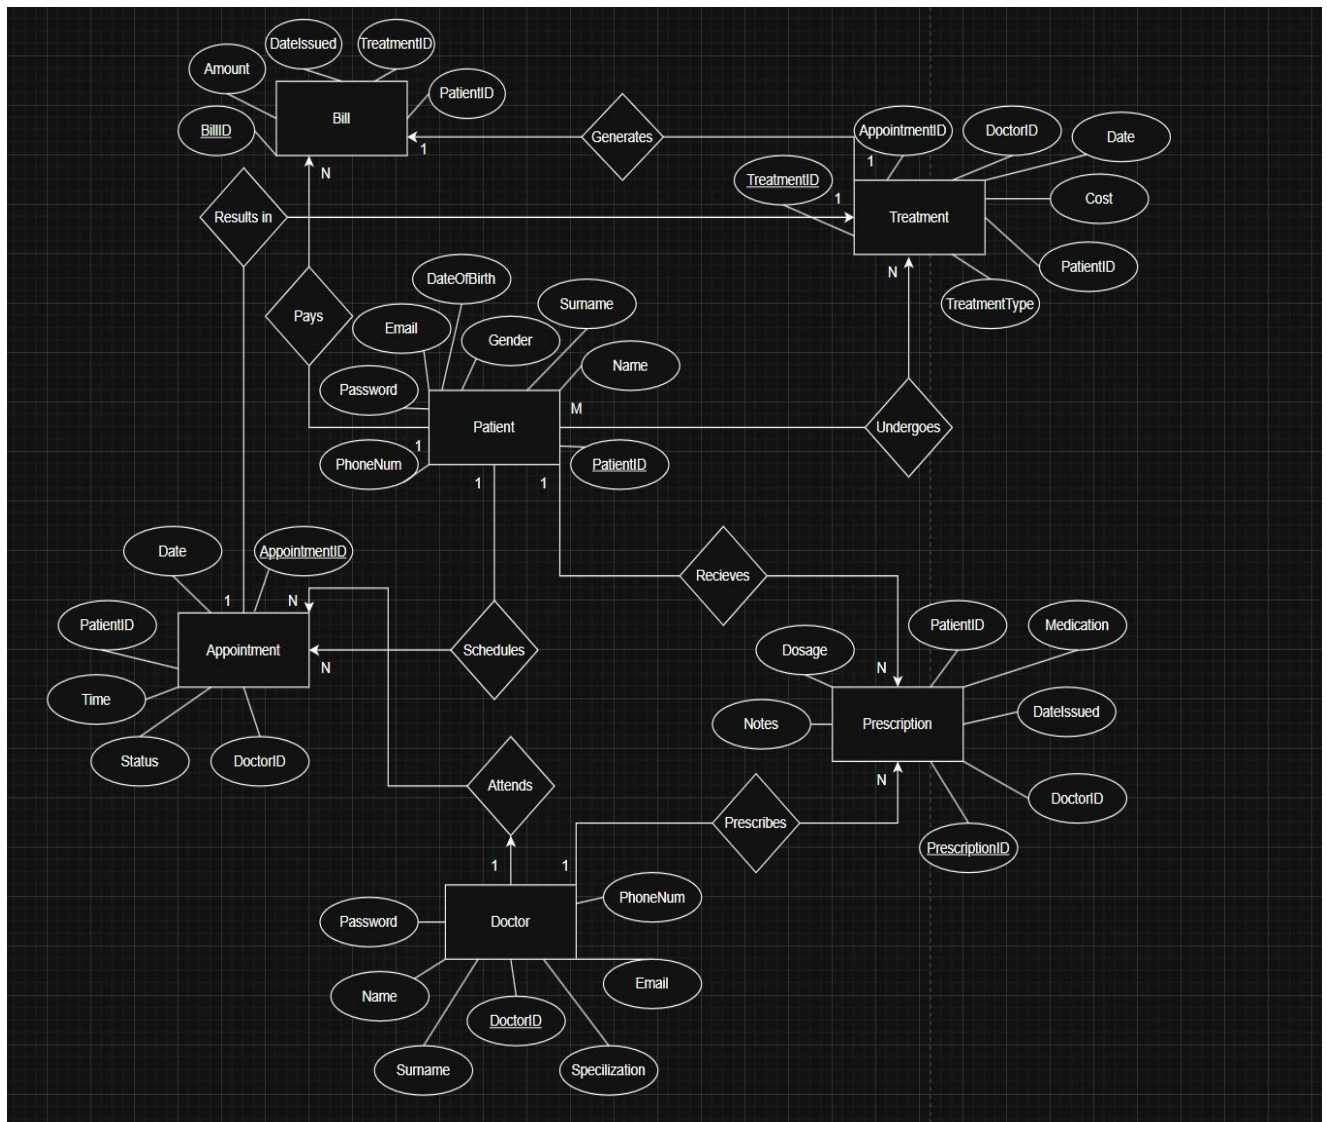 DateIssued
TreatmentID
Amount
PatientID
Bill
BillID
1
Generates
AppointmentID
DoctorID
Date
1
N
TreatmentID
1
Cost
Results in
Treatment
PatientID
N
DateOfBirth
TreatmentType
Surname
Pays
Email
Gender
Name
Password
M
Patient
Undergoes
1
PhoneNum
PatientID
1
1
Date
AppointmentID
Recieves
1
N
PatientID
PatientID
Medication
Appointment
Schedules
Dosage
N
N
Time
DateIssued
Notes
Prescription
Status
DoctorID
N
Attends
DoctorID
Prescribes
PrescriptionID
1
1
PhoneNum
Password
Doctor
Email
Name
DoctorID
Surname
Specilization